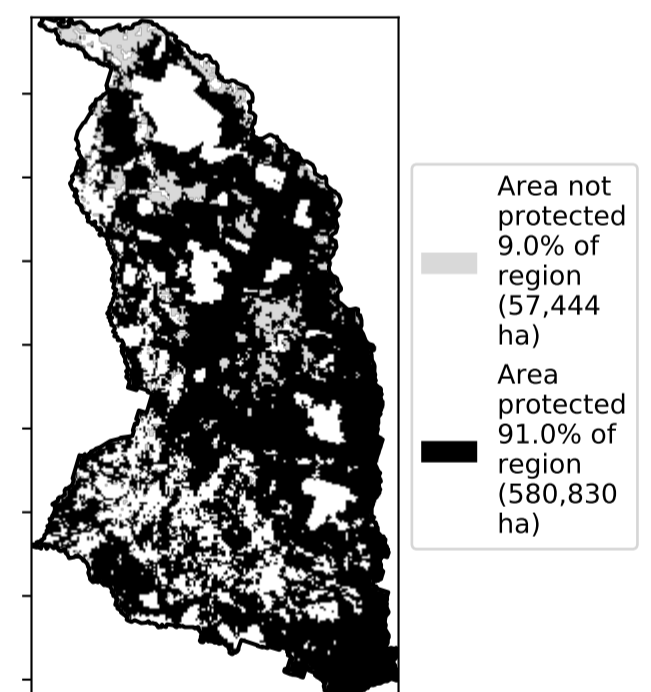 Area not
protected
9.0% of
region
(57,444
ha)
Area
protected
91.0% of
region
(580,830
ha)